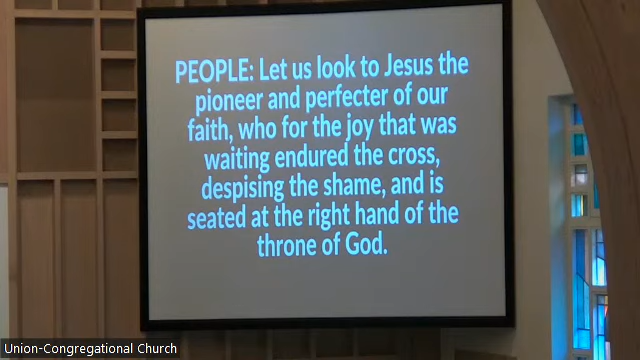 PEOPLE: Let us look to Jesus the
pioneer and perfecter of our
faith, who for the joy that was
waiting endured the cross,
despising the shame, and is
seated at the right hand of the
throne of God.
Union-Congregational Church